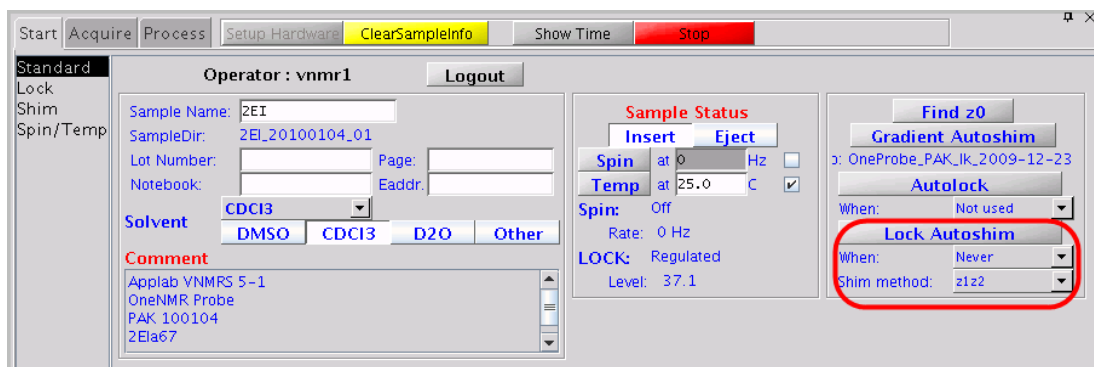 Start Acquire Process Setup Hardware ClearSampleInfo Show Time Stop
Standard
Lock
Shim
Spin/Temp
Operator : vnmr1 Logout
Sample Name: 2EI
SampleDir: 2EI_20100104_01
Lot Number: Page:
Notebook: Eaddr.
Solvent CDCl3
DMSO CDCl3 D2O Other
Comment
Applab VNMRS 5-1
OneNMR Probe
PAK 100104
2EIa67
Sample Status
Insert Eject
Spin at 0 Hz
Temp at 25.0 C
Spin: Off
Rate: 0 Hz
LOCK: Regulated
Level: 37.1
Find z0
Gradient Autoshim
OneProbe_PAK_lk_2009-12-23
Autolock
When: Not used
Lock Autoshim
When: Never
Shim method: z1z2